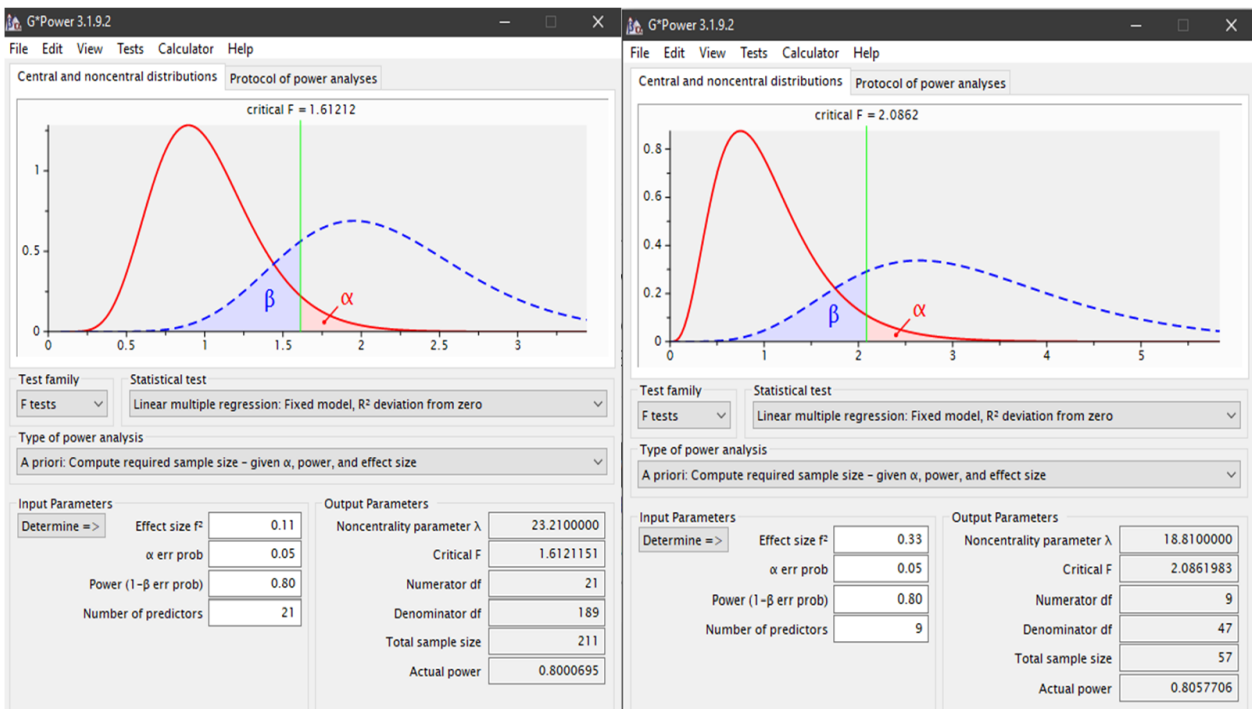 G*Power 3.1.9.2
File Edit View Tests Calculator Help
Central and noncentral distributions Protocol of power analyses
critical F = 1.61212
1
0.5
0
β
α
0 0.5 1 1.5 2 2.5 3
Test family Statistical test
F tests Linear multiple regression: Fixed model, R² deviation from zero
Type of power analysis
A priori: Compute required sample size – given α, power, and effect size
Input Parameters Output Parameters
Determine => Effect size f² 0.11 Noncentrality parameter λ 23.2100000
α err prob 0.05 Critical F 1.6121151
Power (1-β err prob) 0.80 Numerator df 21
Number of predictors 21 Denominator df 189
Total sample size 211
Actual power 0.8000695
G*Power 3.1.9.2
File Edit View Tests Calculator Help
Central and noncentral distributions Protocol of power analyses
critical F = 2.0862
0.8
0.6
0.4
0.2
0
β
α
0 1 2 3 4 5
Test family Statistical test
F tests Linear multiple regression: Fixed model, R² deviation from zero
Type of power analysis
A priori: Compute required sample size – given α, power, and effect size
Input Parameters Output Parameters
Determine => Effect size f² 0.33 Noncentrality parameter λ 18.8100000
α err prob 0.05 Critical F 2.0861983
Power (1-β err prob) 0.80 Numerator df 9
Number of predictors 9 Denominator df 47
Total sample size 57
Actual power 0.8057706